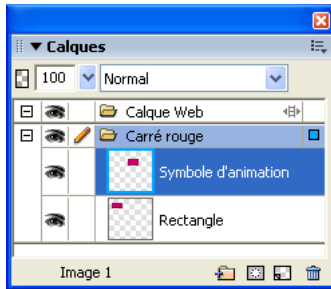 Calques
100 Normal
Calque Web
Carré rouge
Symbole d'animation
Rectangle
Image 1